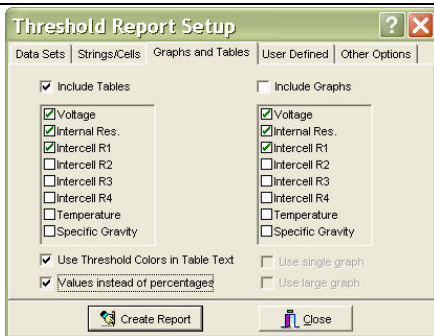 Threshold Report Setup
Data Sets Strings/Cells Graphs and Tables User Defined Other Options
Include Tables Include Graphs
Voltage Voltage
Internal Res. Internal Res.
Intercell R1 Intercell R1
Intercell R2 Intercell R2
Intercell R3 Intercell R3
Intercell R4 Intercell R4
Temperature Temperature
Specific Gravity Specific Gravity
Use Threshold Colors in Table Text Use single graph
Values instead of percentages Use large graph
Create Report Close